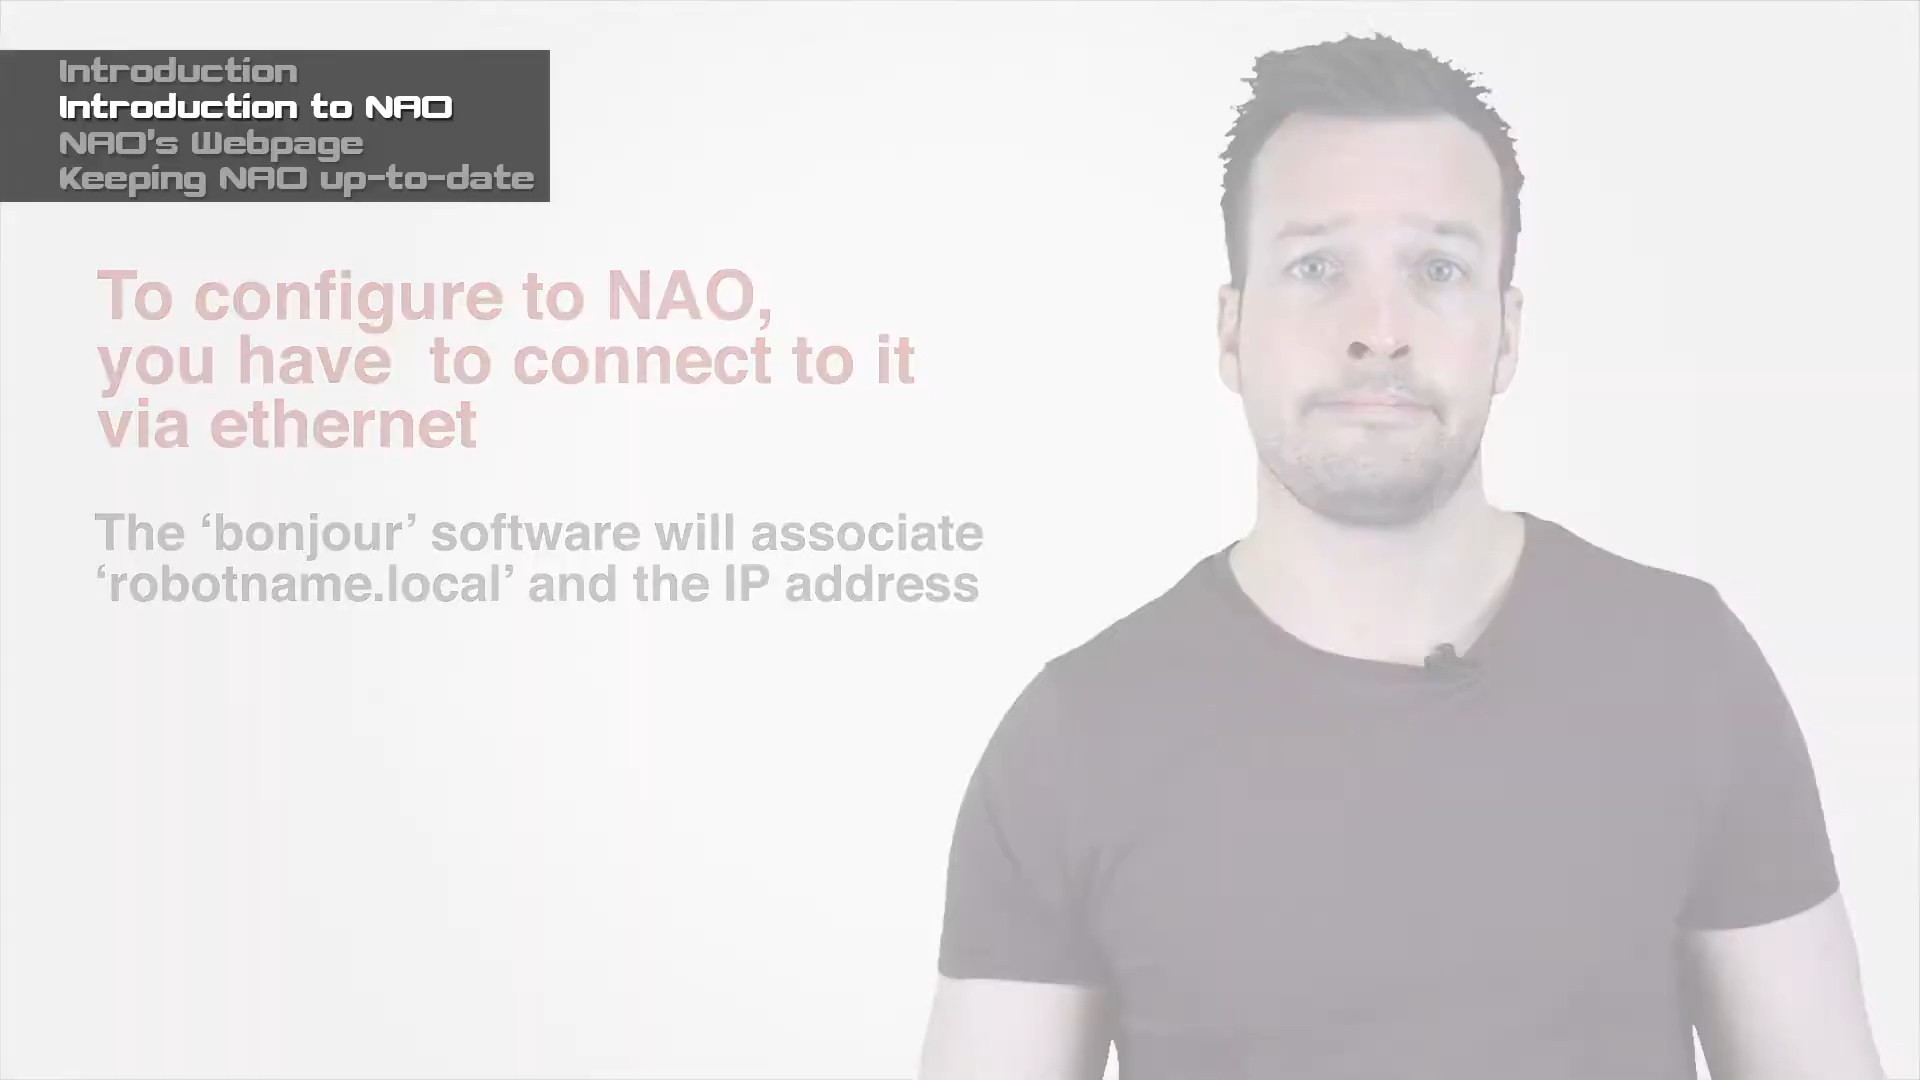 Introduction
Introduction to NAO
NAO's Webpage
Keeping NAO up-to-date
To configure to NAO,
you have  to connect to it
via ethernet
The ‘bonjour’ software will associate
‘robotname.local’ and the IP address